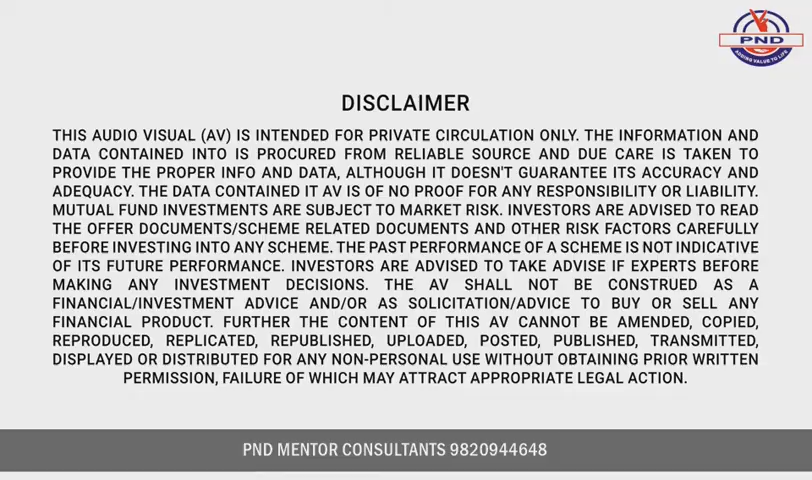 PND
ADDING VALUE TO LIFE
DISCLAIMER
THIS AUDIO VISUAL (AV) IS INTENDED FOR PRIVATE CIRCULATION ONLY. THE INFORMATION AND
DATA CONTAINED INTO IS PROCURED FROM RELIABLE SOURCE AND DUE CARE IS TAKEN TO
PROVIDE THE PROPER INFO AND DATA, ALTHOUGH IT DOESN'T GUARANTEE ITS ACCURACY AND
ADEQUACY. THE DATA CONTAINED IT AV IS OF NO PROOF FOR ANY RESPONSIBILITY OR LIABILITY.
MUTUAL FUND INVESTMENTS ARE SUBJECT TO MARKET RISK. INVESTORS ARE ADVISED TO READ
THE OFFER DOCUMENTS/SCHEME RELATED DOCUMENTS AND OTHER RISK FACTORS CAREFULLY
BEFORE INVESTING INTO ANY SCHEME. THE PAST PERFORMANCE OF A SCHEME IS NOT INDICATIVE
OF ITS FUTURE PERFORMANCE. INVESTORS ARE ADVISED TO TAKE ADVISE IF EXPERTS BEFORE
MAKING ANY INVESTMENT DECISIONS. THE AV SHALL NOT BE CONSTRUED AS A
FINANCIAL/INVESTMENT ADVICE AND/OR AS SOLICITATION/ADVICE TO BUY OR SELL ANY
FINANCIAL PRODUCT. FURTHER THE CONTENT OF THIS AV CANNOT BE AMENDED, COPIED,
REPRODUCED, REPLICATED, REPUBLISHED, UPLOADED, POSTED, PUBLISHED, TRANSMITTED,
DISPLAYED OR DISTRIBUTED FOR ANY NON-PERSONAL USE WITHOUT OBTAINING PRIOR WRITTEN
PERMISSION, FAILURE OF WHICH MAY ATTRACT APPROPRIATE LEGAL ACTION.
PND MENTOR CONSULTANTS 9820944648